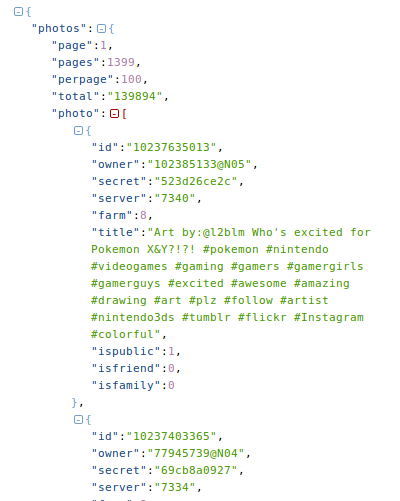 {
"photos":{
"page":1,
"pages":1399,
"perpage":100,
"total":"139894",
"photo":[
{
"id":"10237635013",
"owner":"102385133@N05",
"secret":"523d26ce2c",
"server":"7340",
"farm":8,
"title":"Art by:@l2blm Who's excited for
Pokemon X&Y?!?! #pokemon #nintendo
#videogames #gaming #gamers #gamergirls
#gamerguys #excited #awesome #amazing
#drawing #art #plz #follow #artist
#nintendo3ds #tumblr #flickr #Instagram
#colorful",
"ispublic":1,
"isfriend":0,
"isfamily":0
},
{
"id":"10237403365",
"owner":"77945739@N04",
"secret":"69cb8a0927",
"server":"7334",